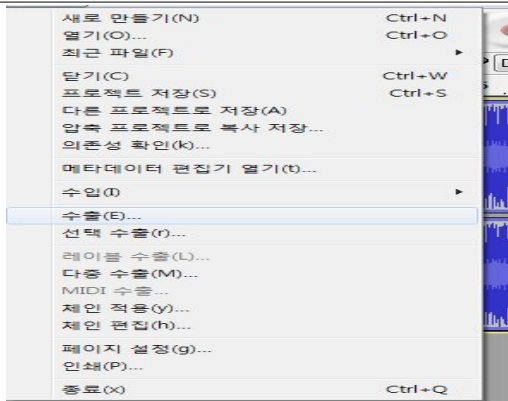 새로 만들기(N) Ctrl+N
열기(O)... Ctrl+O
최근 파일(F)
닫기(C) Ctrl+W
프로젝트 저장(S) Ctrl+S
다른 프로젝트로 저장(A)
압축 프로젝트로 복사 저장...
의존성 확인(k)...
메타데이터 편집기 열기(t)...
수입(I)
수출(E)...
선택 수출(r)...
레이블 수출(L)...
다중 수출(M)...
MIDI 수출...
체인 적용(y)...
체인 편집(h)...
페이지 설정(g)...
인쇄(P)...
종료(x) Ctrl+Q